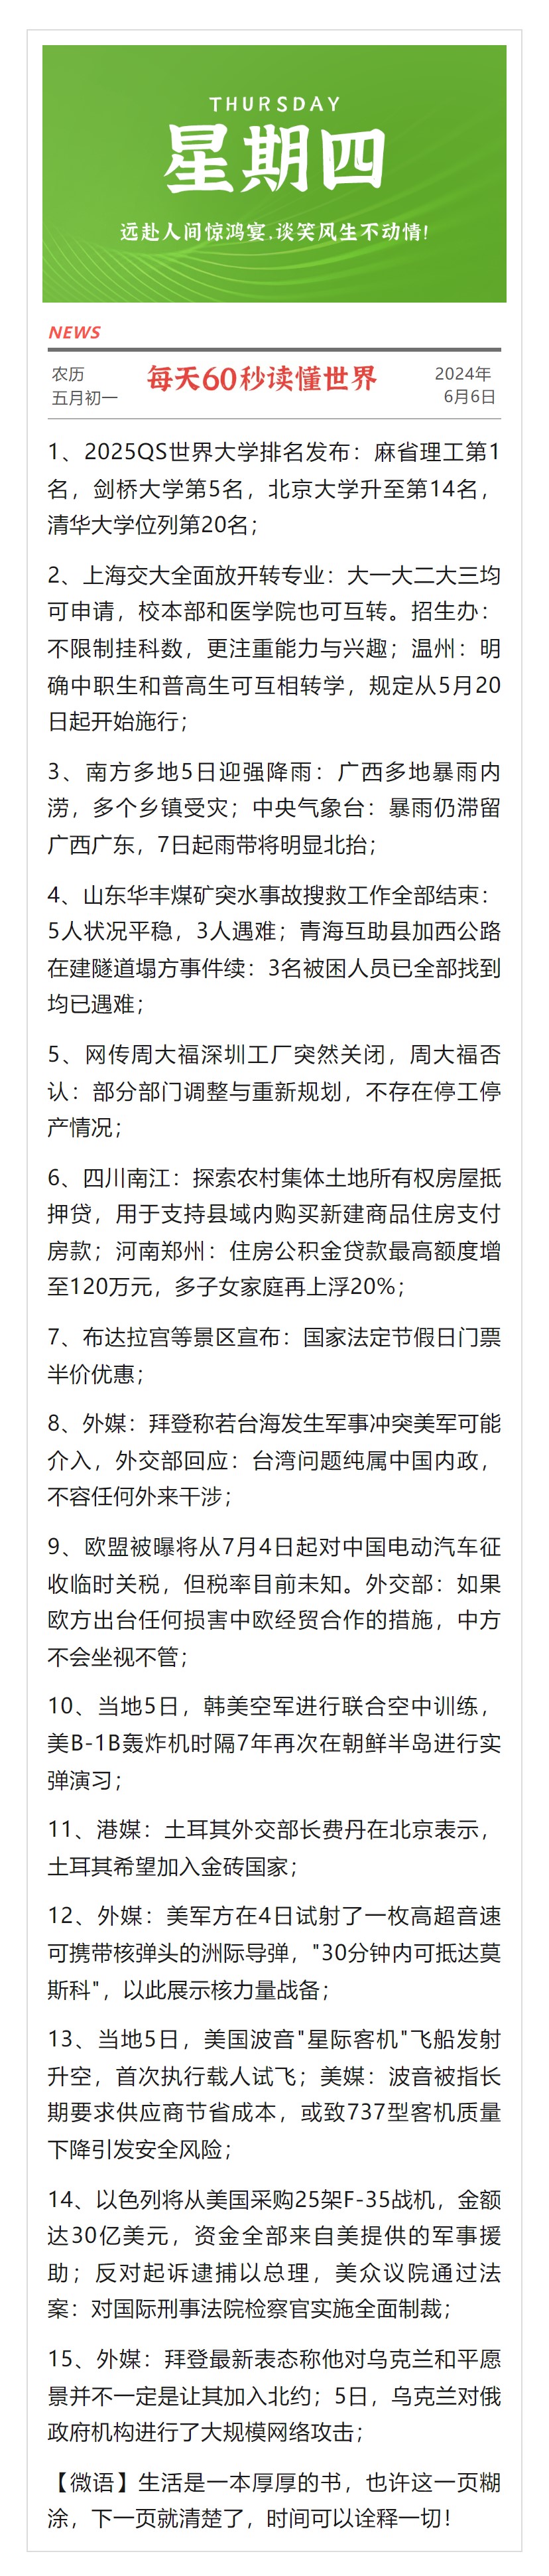 THURSDAY
星期四
远赴人间惊鸿宴,谈笑风生不动情!
NEWS
农历
五月初一
每天60秒读懂世界
2024年
6月6日
1、2025QS世界大学排名发布：麻省理工第1
名，剑桥大学第5名，北京大学升至第14名，
清华大学位列第20名；
2、上海交大全面放开转专业：大一大二大三均
可申请，校本部和医学院也可互转。招生办：
不限制挂科数，更注重能力与兴趣；温州：明
确中职生和普高生可互相转学，规定从5月20
日起开始施行；
3、南方多地5日迎强降雨：广西多地暴雨内
涝，多个乡镇受灾；中央气象台：暴雨仍滞留
广西广东，7日起雨带将明显北抬；
4、山东华丰煤矿突水事故搜救工作全部结束：
5人状况平稳，3人遇难；青海互助县加西公路
在建隧道塌方事件续：3名被困人员已全部找到
均已遇难；
5、网传周大福深圳工厂突然关闭，周大福否
认：部分部门调整与重新规划，不存在停工停
产情况；
6、四川南江：探索农村集体土地所有权房屋抵
押贷，用于支持县域内购买新建商品住房支付
房款；河南郑州：住房公积金贷款最高额度增
至120万元，多子女家庭再上浮20%；
7、布达拉宫等景区宣布：国家法定节假日门票
半价优惠；
8、外媒：拜登称若台海发生军事冲突美军可能
介入，外交部回应：台湾问题纯属中国内政，
不容任何外来干涉；
9、欧盟被曝将从7月4日起对中国电动汽车征
收临时关税，但税率目前未知。外交部：如果
欧方出台任何损害中欧经贸合作的措施，中方
不会坐视不管；
10、当地5日，韩美空军进行联合空中训练，
美B-1B轰炸机时隔7年再次在朝鲜半岛进行实
弹演习；
11、港媒：土耳其外交部长费丹在北京表示，
土耳其希望加入金砖国家；
12、外媒：美军方在4日试射了一枚高超音速
可携带核弹头的洲际导弹，"30分钟内可抵达莫
斯科"，以此展示核力量战备；
13、当地5日，美国波音"星际客机"飞船发射
升空，首次执行载人试飞；美媒：波音被指长
期要求供应商节省成本，或致737型客机质量
下降引发安全风险；
14、以色列将从美国采购25架F-35战机，金额
达30亿美元，资金全部来自美提供的军事援
助；反对起诉逮捕以总理，美众议院通过法
案：对国际刑事法院检察官实施全面制裁；
15、外媒：拜登最新表态称他对乌克兰和平愿
景并不一定是让其加入北约；5日，乌克兰对俄
政府机构进行了大规模网络攻击；
【微语】生活是一本厚厚的书，也许这一页糊
涂，下一页就清楚了，时间可以诠释一切！